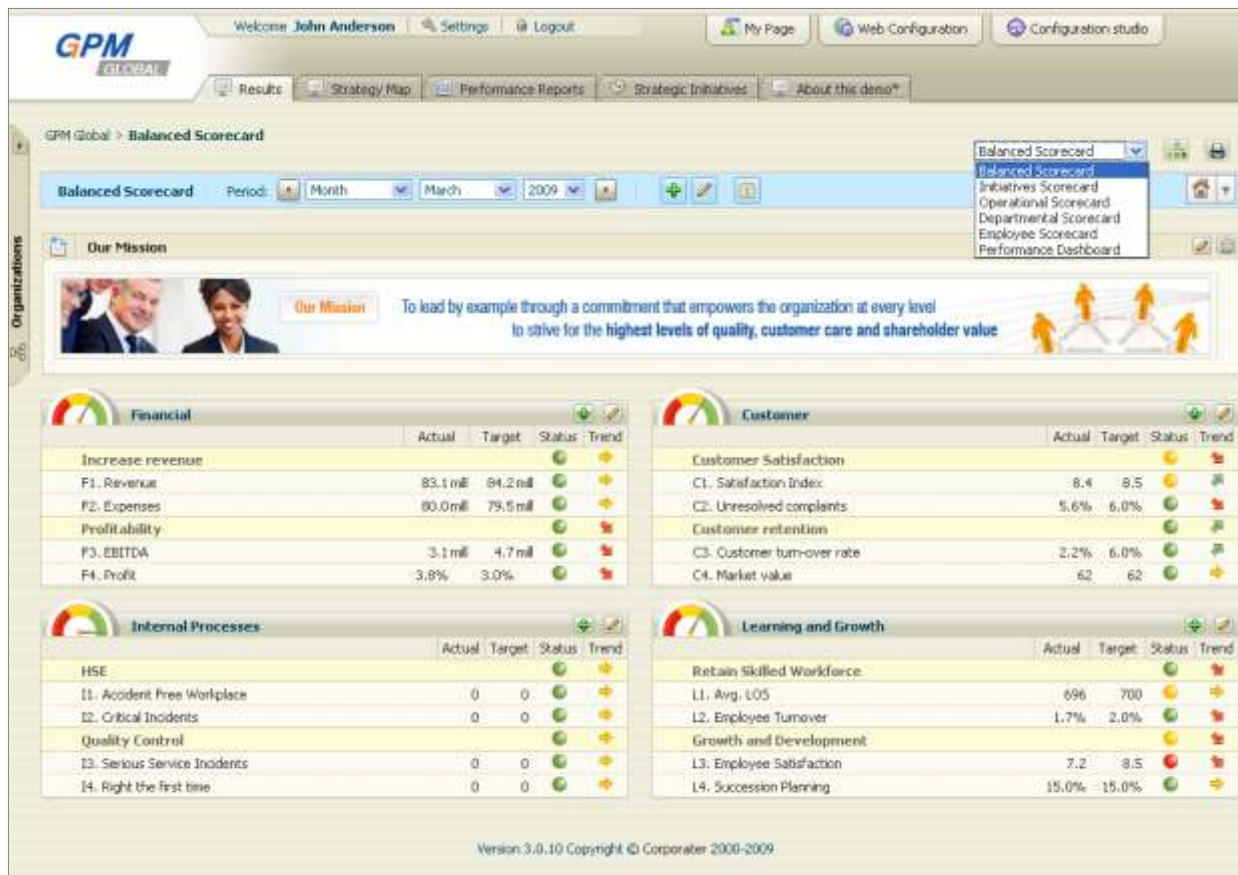 GPM
GLOBAL
Welcome John Anderson Settings Logout
My Page Web Configuration Configuration studio
Results Strategy Map Performance Reports Strategic Initiatives About this demo*
GPM Global > Balanced Scorecard
Balanced Scorecard
Balanced Scorecard
Initiatives Scorecard
Operational Scorecard
Departmental Scorecard
Employee Scorecard
Performance Dashboard
Balanced Scorecard Period: Month March 2009
Organizations
Our Mission
Our Mission
To lead by example through a commitment that empowers the organization at every level
to strive for the highest levels of quality, customer care and shareholder value
Financial
Actual Target Status Trend
Increase revenue
F1. Revenue 83.1 mill 84.2 mill
F2. Expenses 80.0 mill 79.5 mill
Profitability
F3. EBITDA 3.1 mill 4.7 mill
F4. Profit 3.8% 3.0%
Customer
Actual Target Status Trend
Customer Satisfaction
C1. Satisfaction Index 8.4 8.5
C2. Unresolved complaints 5.6% 6.0%
Customer retention
C3. Customer turn-over rate 2.2% 6.0%
C4. Market value 62 62
Internal Processes
Actual Target Status Trend
HSE
I1. Accident Free Workplace 0 0
I2. Critical Incidents 0 0
Quality Control
I3. Serious Service Incidents 0 0
I4. Right the first time 0 0
Learning and Growth
Actual Target Status Trend
Retain Skilled Workforce
L1. Avg. LOS 696 700
L2. Employee Turnover 1.7% 2.0%
Growth and Development
L3. Employee Satisfaction 7.2 8.5
L4. Succession Planning 15.0% 15.0%
Version 3.0.10 Copyright © Corporater 2000-2009